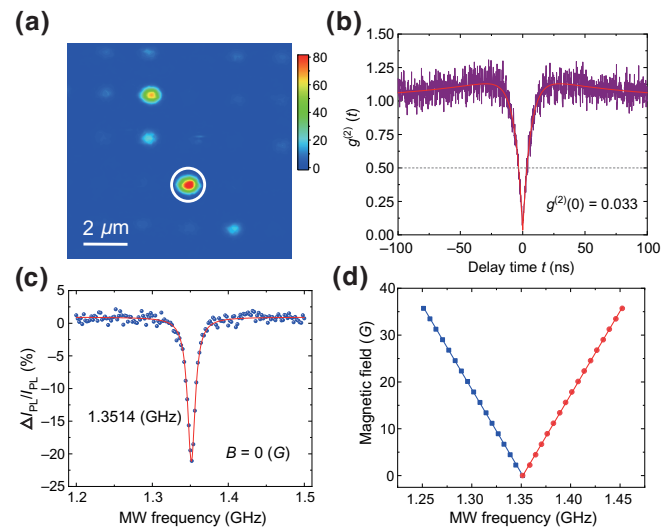 (a)
80
60
40
20
0
2 μm
(b)
g(2) (t)
1.50
1.25
1.00
0.75
0.50
0.25
0.00
g(2)(0) = 0.033
-100 -50 0 50 100
Delay time t (ns)
(c)
ΔIPL/IPL (%)
5
0
-5
-10
-15
-20
-25
1.3514 (GHz)
B = 0 (G)
1.2 1.3 1.4 1.5
MW frequency (GHz)
(d)
Magnetic field (G)
40
30
20
10
0
1.25 1.30 1.35 1.40 1.45
MW frequency (GHz)